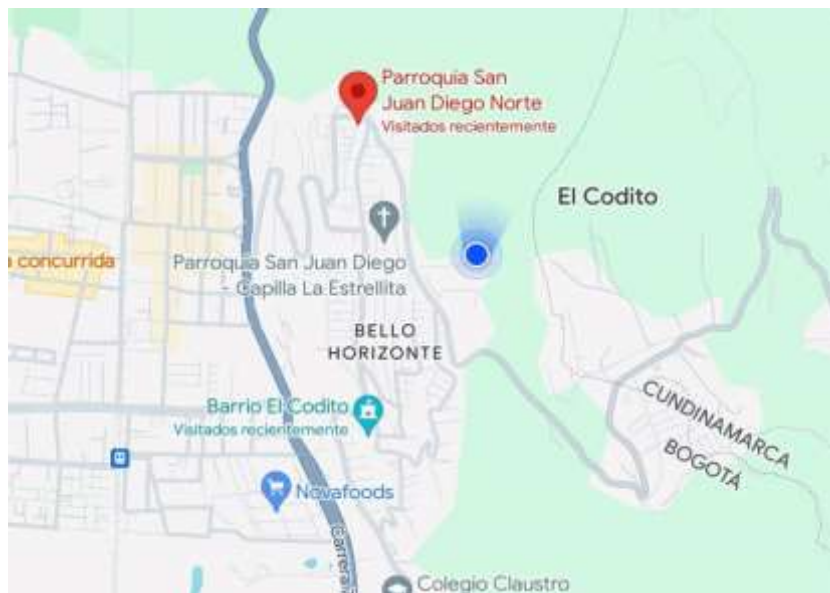 Parroquia San
Juan Diego Norte
Visitados recientemente
El Codito
a concurrida
Parroquia San Juan Diego
- Capilla La Estrellita
BELLO
HORIZONTE
Barrio El Codito
Visitados recientemente
CUNDINAMARCA
BOGOTÁ
Novafoods
Carrera
Colegio Claustro